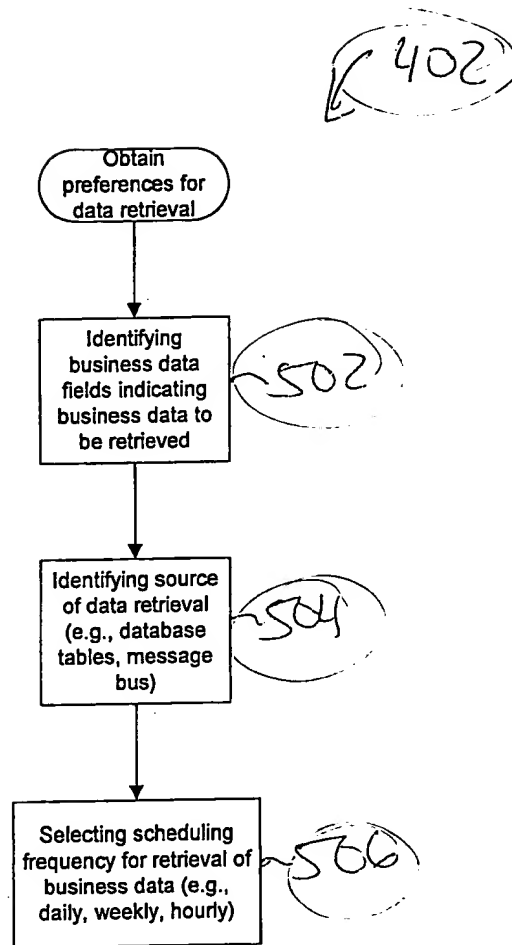 402
Obtain
preferences for
data retrieval
Identifying
business data
fields indicating
business data to
be retrieved
502
Identifying source
of data retrieval
(e.g., database
tables, message
bus)
504
Selecting scheduling
frequency for retrieval of
business data (e.g.,
daily, weekly, hourly)
506